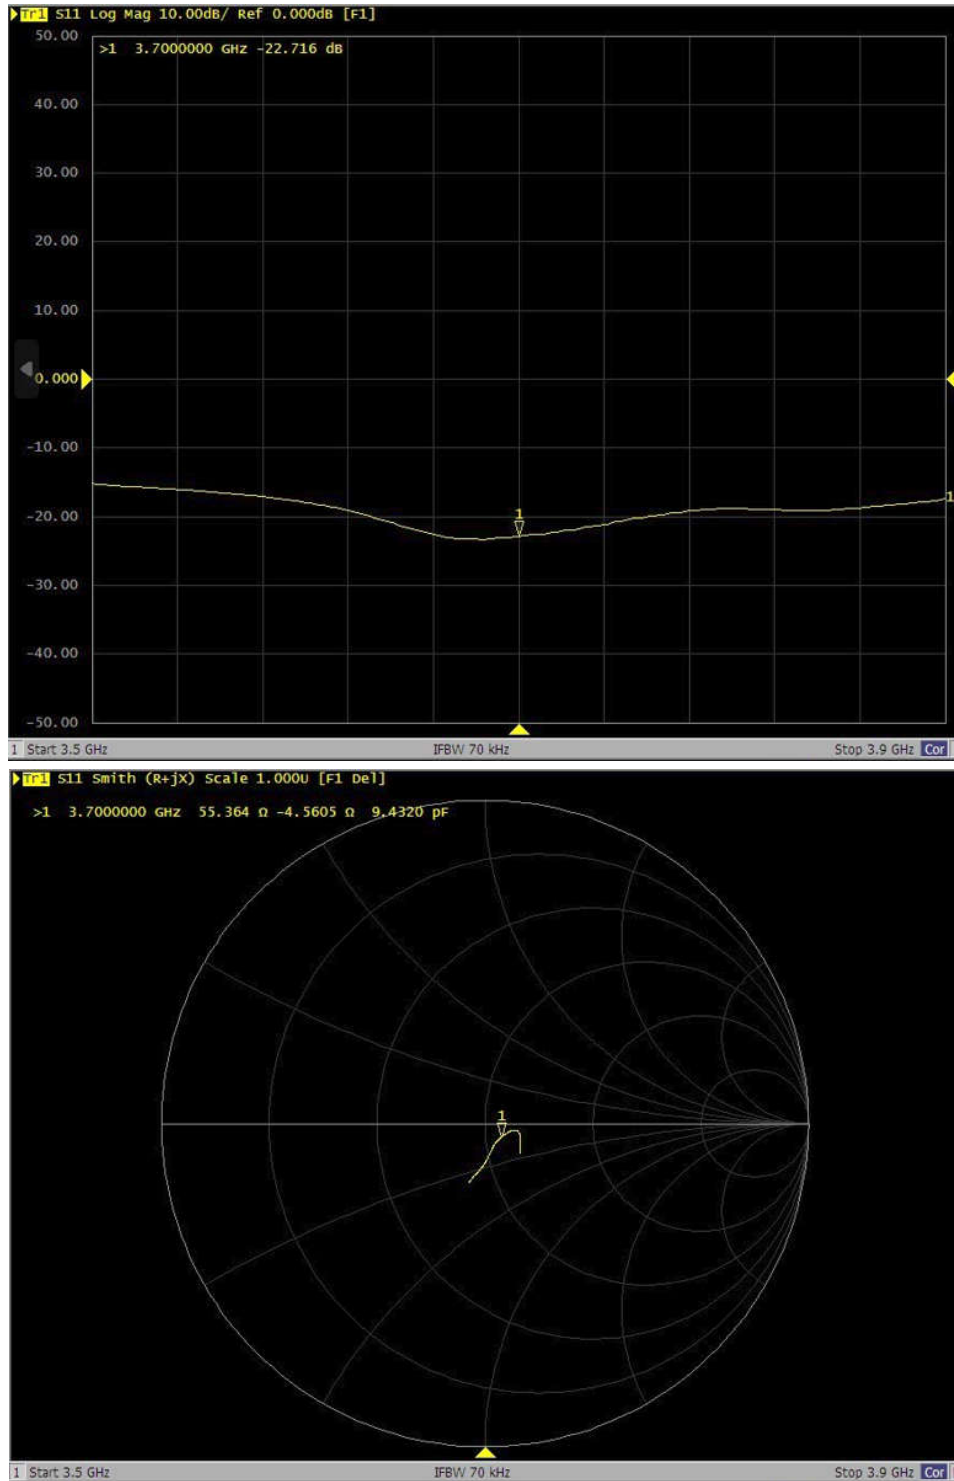 Tr1 S11 Log Mag 10.00dB/ Ref 0.000dB [F1]
50.00
>1 3.7000000 GHz -22.716 dB
40.00
30.00
20.00
10.00
0.000
-10.00
1
1
-20.00
-30.00
-40.00
-50.00
1 Start 3.5 GHz IFBW 70 kHz Stop 3.9 GHz Cor
Tr1 S11 Smith (R+jX) Scale 1.000U [F1 Del]
>1 3.7000000 GHz 55.364 Ω -4.5605 Ω 9.4320 pF
1
1 Start 3.5 GHz IFBW 70 kHz Stop 3.9 GHz Cor